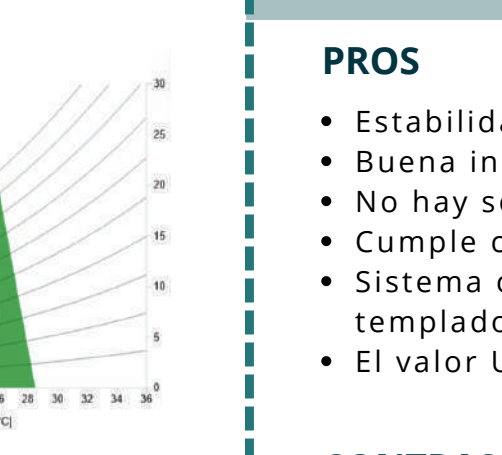 30
25
20
15
10
5
0
28 30 32 34 36
PROS
• Estabilid
• Buena in
• No hay s
• Cumple
• Sistema
templado
• El valor U